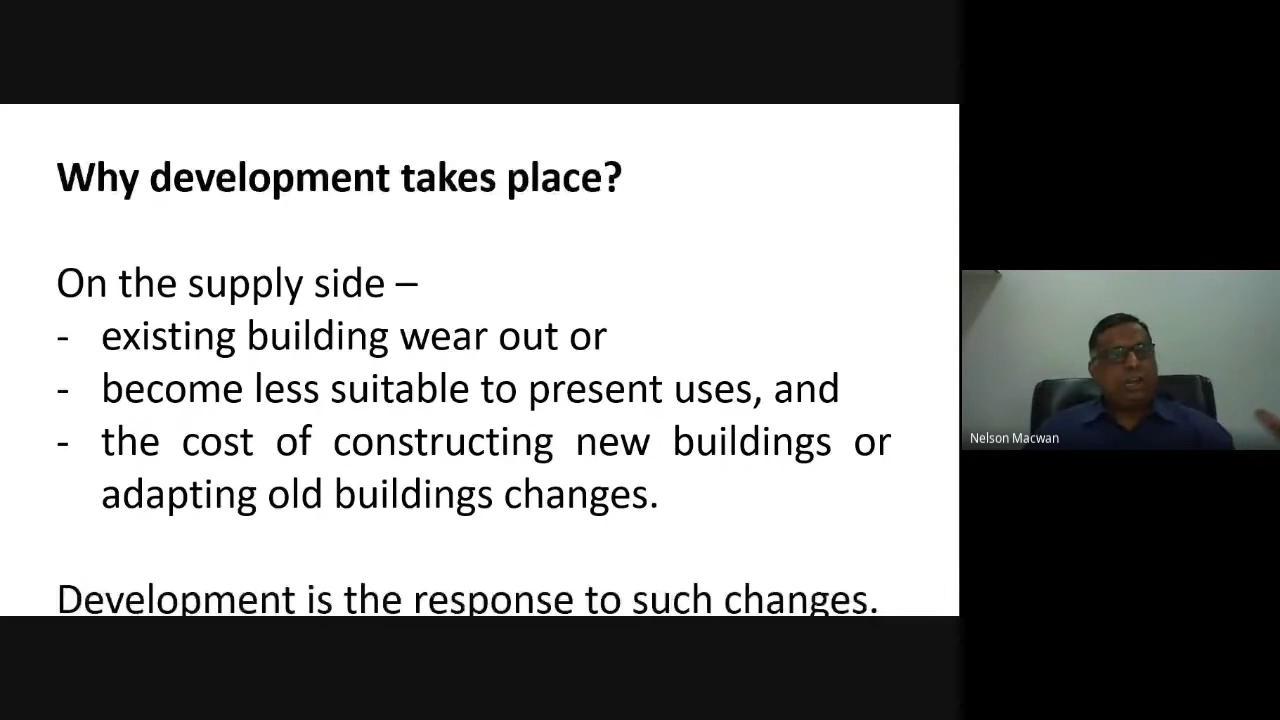 Why development takes place?
On the supply side –
- existing building wear out or
- become less suitable to present uses, and
- the cost of constructing new buildings or
adapting old buildings changes.
Development is the response to such changes.
Nelson Macwan